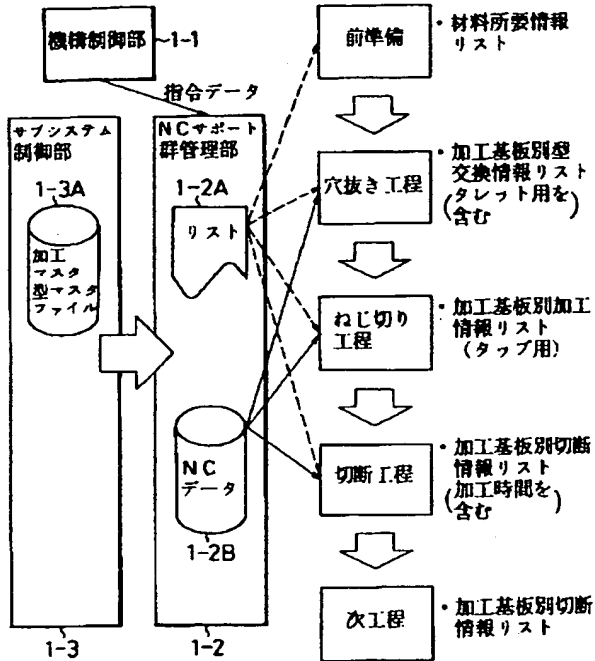 機構制御部
1-1
指令データ
サブシステム
制御部
1-3A
加工
マスタ
型マスタ
ファイル
1-3
NCサポート
群管理部
1-2A
リスト
NC
データ
1-2B
1-2
前準備
・材料所要情報
リスト
穴抜き工程
・加工基板別型
交換情報リスト
(タレット用を
含む)
ねじ切り
工程
・加工基板別加工
情報リスト
(タップ用)
切断工程
・加工基板別切断
情報リスト
(加工時間を
含む)
次工程
・加工基板別切断
情報リスト